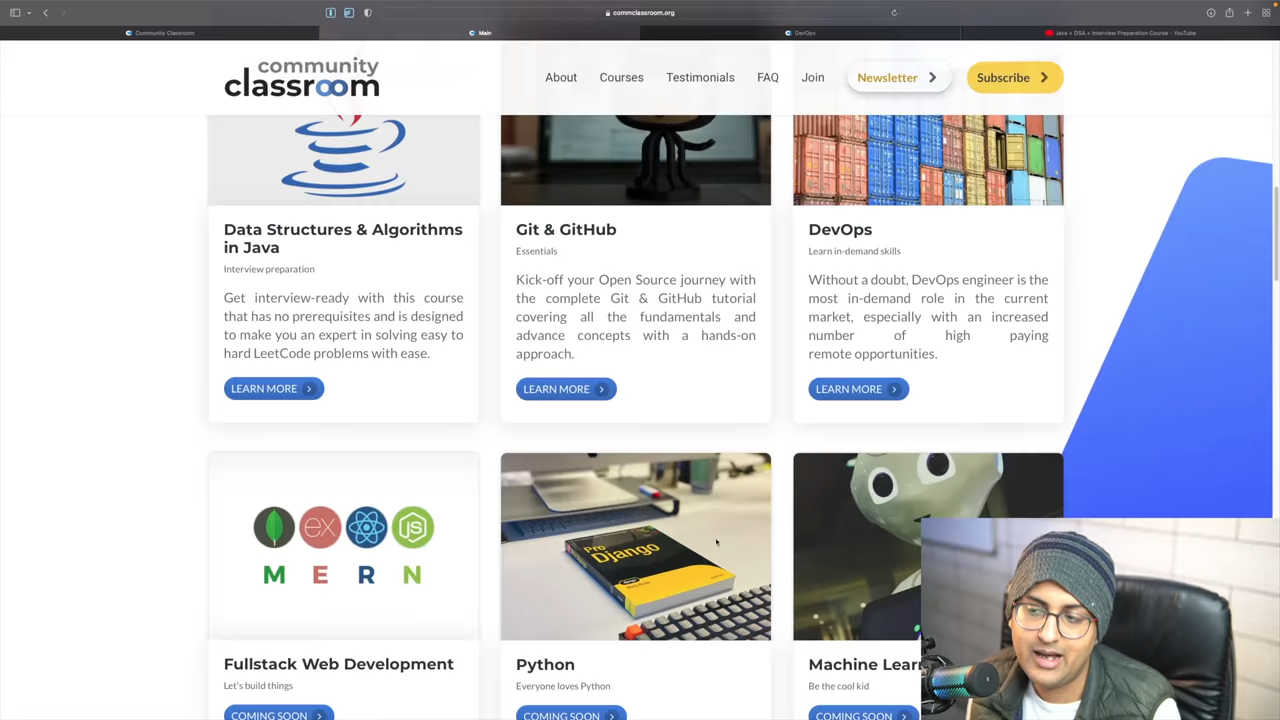 commclassroom.org
Community Classroom
Main
DevOps
Java + DSA + Interview Preparation Course - YouTube
community
classroom
About
Courses
Testimonials
FAQ
Join
Newsletter
Subscribe
Data Structures & Algorithms
in Java
Interview preparation
Get interview-ready with this course
that has no prerequisites and is designed
to make you an expert in solving easy to
hard LeetCode problems with ease.
LEARN MORE
Git & GitHub
Essentials
Kick-off your Open Source journey with
the complete Git & GitHub tutorial
covering all the fundamentals and
advance concepts with a hands-on
approach.
LEARN MORE
DevOps
Learn in-demand skills
Without a doubt, DevOps engineer is the
most in-demand role in the current
market, especially with an increased
number of high paying
remote opportunities.
LEARN MORE
ex
JS
M E R N
Fullstack Web Development
Let's build things
COMING SOON
Pro
Django
Python
Everyone loves Python
COMING SOON
Machine Lear
Be the cool kid
COMING SOON